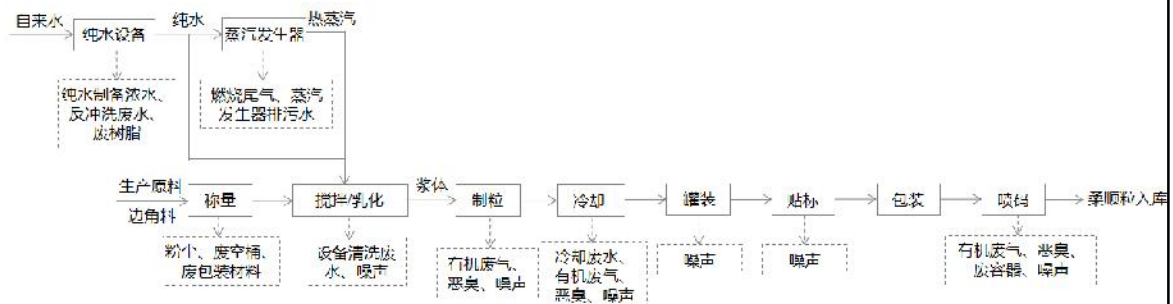 自来水
纯水设备
纯水
蒸汽发生器
热蒸汽
纯水制备浓水、
反冲洗废水、
废树脂
燃烧尾气、蒸汽
发生器排污水
生产原料
边角料
称量
搅拌/乳化
浆体
制粒
冷却
罐装
贴标
包装
喷码
柔顺粒入库
粉尘、废空桶、
废包装材料
设备清洗废
水、噪声
有机废气、
恶臭、噪声
冷却废水、
有机废气、
恶臭、噪声
噪声
噪声
有机废气、恶臭、
废容器、噪声